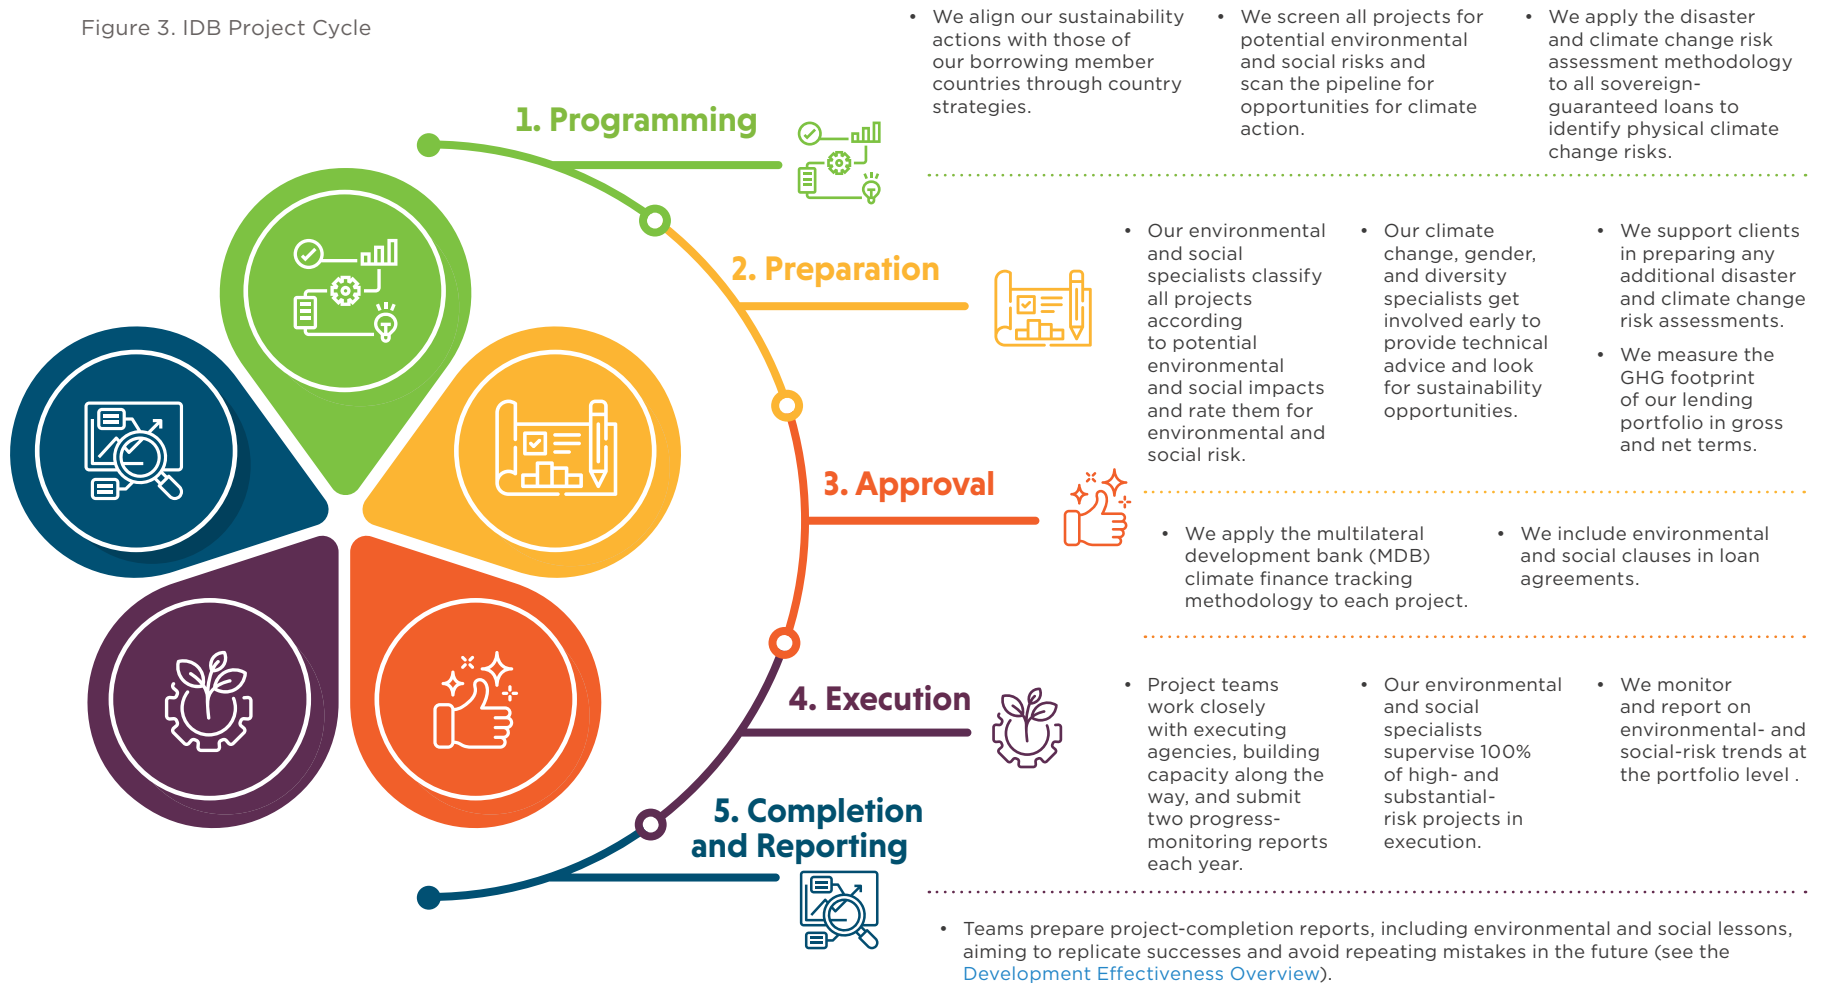 Figure 3. IDB Project Cycle
1. Programming
• We align our sustainability
actions with those of
our borrowing member
countries through country
strategies.
• We screen all projects for
potential environmental
and social risks and
scan the pipeline for
opportunities for climate
action.
• We apply the disaster
and climate change risk
assessment methodology
to all sovereign-
guaranteed loans to
identify physical climate
change risks.
2. Preparation
• Our environmental
and social
specialists classify
all projects
according
to potential
environmental
and social impacts
and rate them for
environmental and
social risk.
• Our climate
change, gender,
and diversity
specialists get
involved early to
provide technical
advice and look
for sustainability
opportunities.
• We support clients
in preparing any
additional disaster
and climate change
risk assessments.
• We measure the
GHG footprint
of our lending
portfolio in gross
and net terms.
3. Approval
• We apply the multilateral
development bank (MDB)
climate finance tracking
methodology to each project.
• We include environmental
and social clauses in loan
agreements.
4. Execution
• Project teams
work closely
with executing
agencies, building
capacity along the
way, and submit
two progress-
monitoring reports
each year.
• Our environmental
and social
specialists
supervise 100%
of high- and
substantial-
risk projects in
execution.
• We monitor
and report on
environmental- and
social-risk trends at
the portfolio level .
5. Completion
and Reporting
• Teams prepare project-completion reports, including environmental and social lessons,
aiming to replicate successes and avoid repeating mistakes in the future (see the
Development Effectiveness Overview).